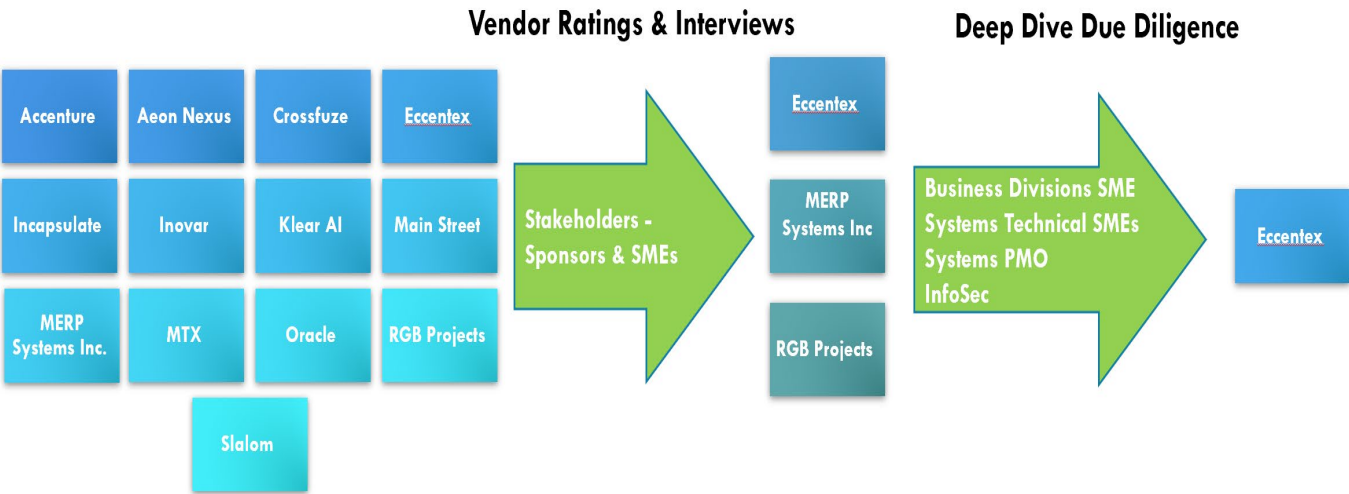 Vendor Ratings & Interviews
Deep Dive Due Diligence
Accenture
Aeon Nexus
Crossfuze
Eccentex
Incapsulate
Inovar
Klear AI
Main Street
MERP
Systems Inc.
MTX
Oracle
RGB Projects
Slalom
Stakeholders -
Sponsors & SMEs
Eccentex
MERP
Systems Inc
RGB Projects
Business Divisions SME
Systems Technical SMEs
Systems PMO
InfoSec
Eccentex